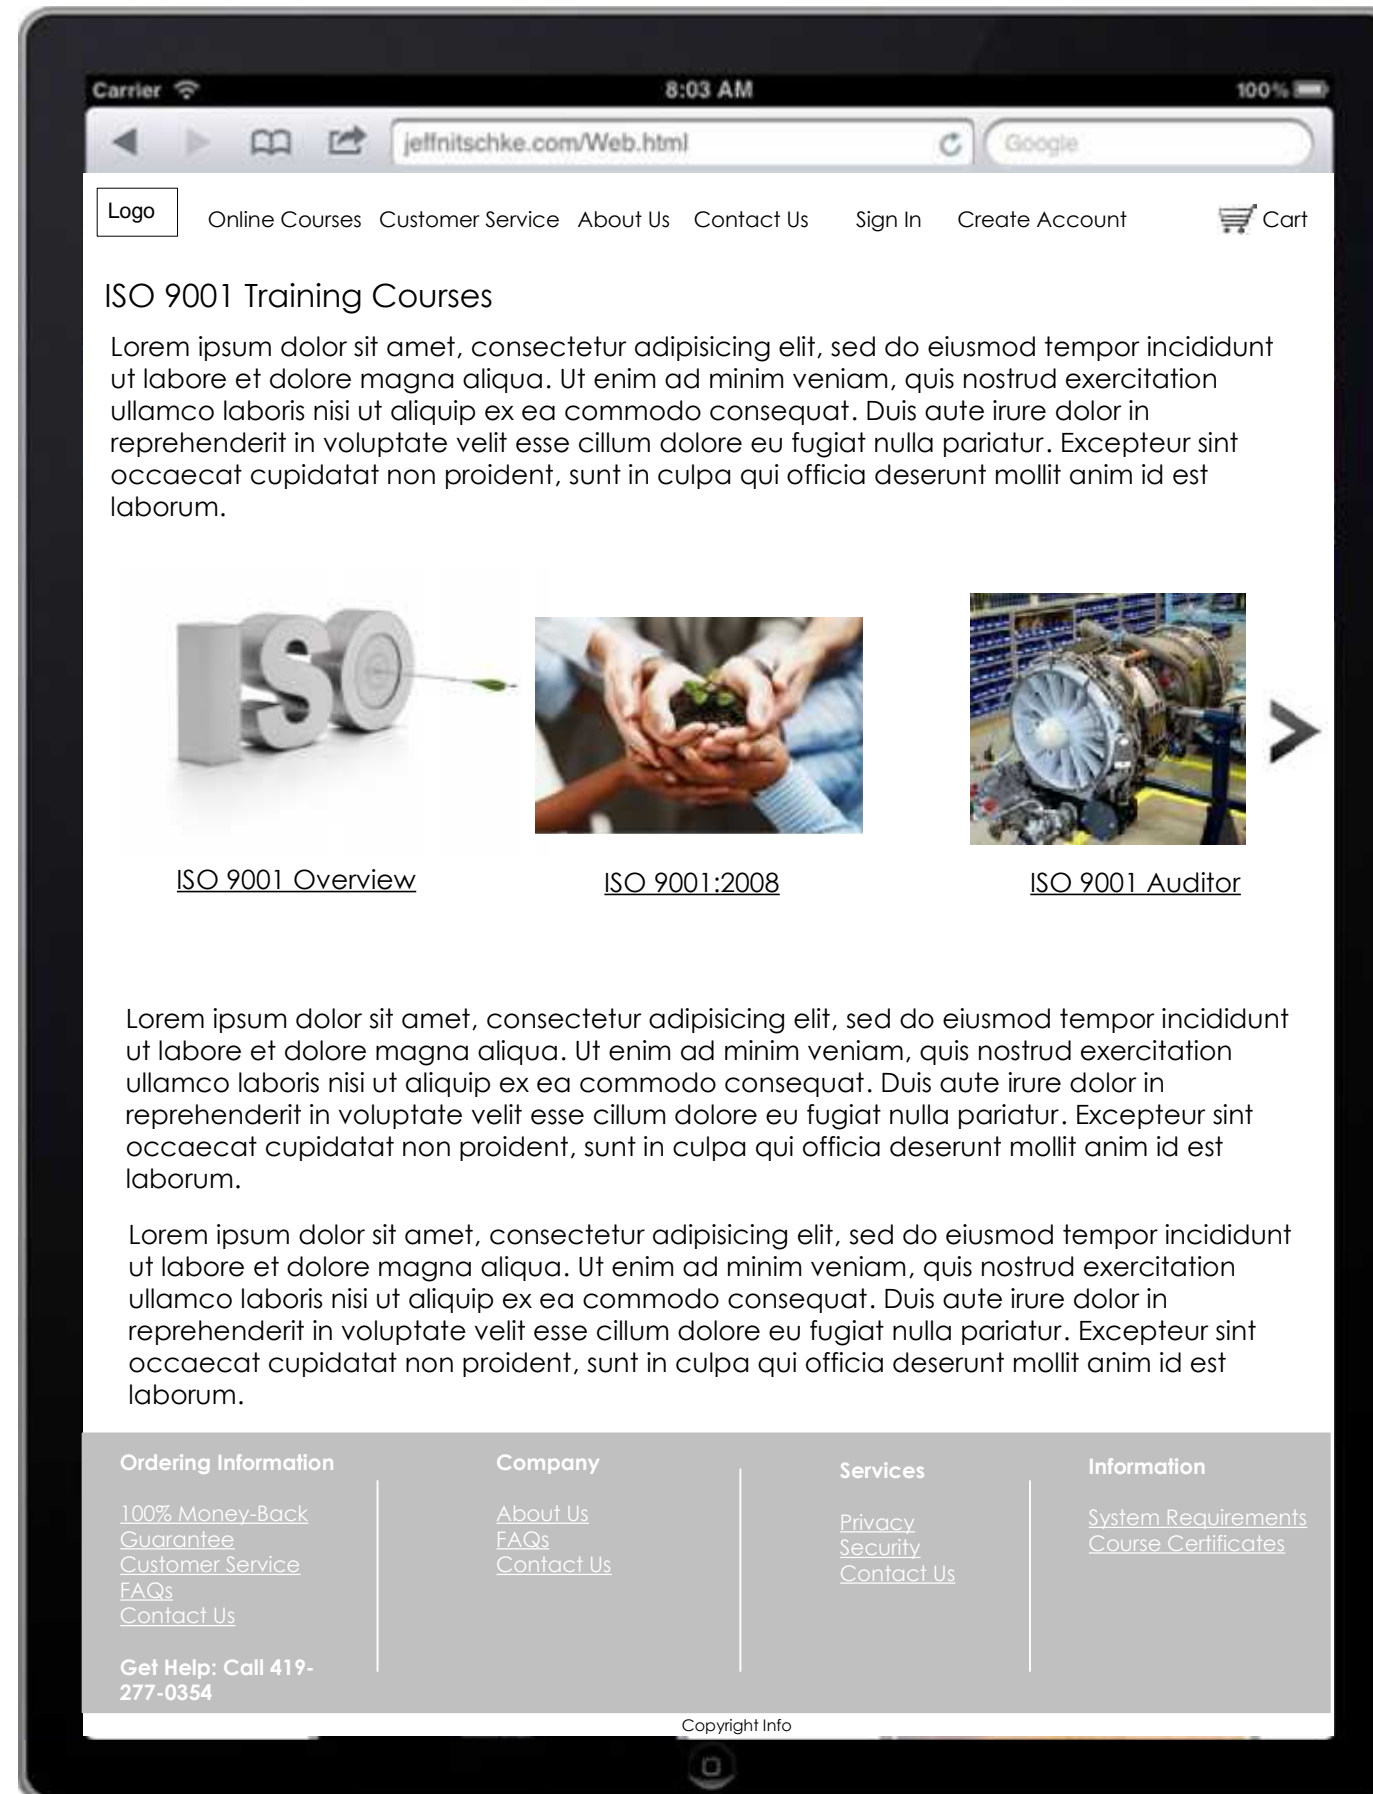 Carrier 8:03 AM 100%
jeffnitschke.com/Web.html Google
Logo Online Courses Customer Service About Us Contact Us Sign In Create Account Cart
ISO 9001 Training Courses
Lorem ipsum dolor sit amet, consectetur adipisicing elit, sed do eiusmod tempor incididunt
ut labore et dolore magna aliqua. Ut enim ad minim veniam, quis nostrud exercitation
ullamco laboris nisi ut aliquip ex ea commodo consequat. Duis aute irure dolor in
reprehenderit in voluptate velit esse cillum dolore eu fugiat nulla pariatur. Excepteur sint
occaecat cupidatat non proident, sunt in culpa qui officia deserunt mollit anim id est
laborum.
ISO
ISO 9001 Overview
ISO 9001:2008
ISO 9001 Auditor
Lorem ipsum dolor sit amet, consectetur adipisicing elit, sed do eiusmod tempor incididunt
ut labore et dolore magna aliqua. Ut enim ad minim veniam, quis nostrud exercitation
ullamco laboris nisi ut aliquip ex ea commodo consequat. Duis aute irure dolor in
reprehenderit in voluptate velit esse cillum dolore eu fugiat nulla pariatur. Excepteur sint
occaecat cupidatat non proident, sunt in culpa qui officia deserunt mollit anim id est
laborum.
Lorem ipsum dolor sit amet, consectetur adipisicing elit, sed do eiusmod tempor incididunt
ut labore et dolore magna aliqua. Ut enim ad minim veniam, quis nostrud exercitation
ullamco laboris nisi ut aliquip ex ea commodo consequat. Duis aute irure dolor in
reprehenderit in voluptate velit esse cillum dolore eu fugiat nulla pariatur. Excepteur sint
occaecat cupidatat non proident, sunt in culpa qui officia deserunt mollit anim id est
laborum.
Ordering Information
100% Money-Back
Guarantee
Customer Service
FAQs
Contact Us
Get Help: Call 419-
277-0354
Company
About Us
FAQs
Contact Us
Services
Privacy
Security
Contact Us
Information
System Requirements
Course Certificates
Copyright Info